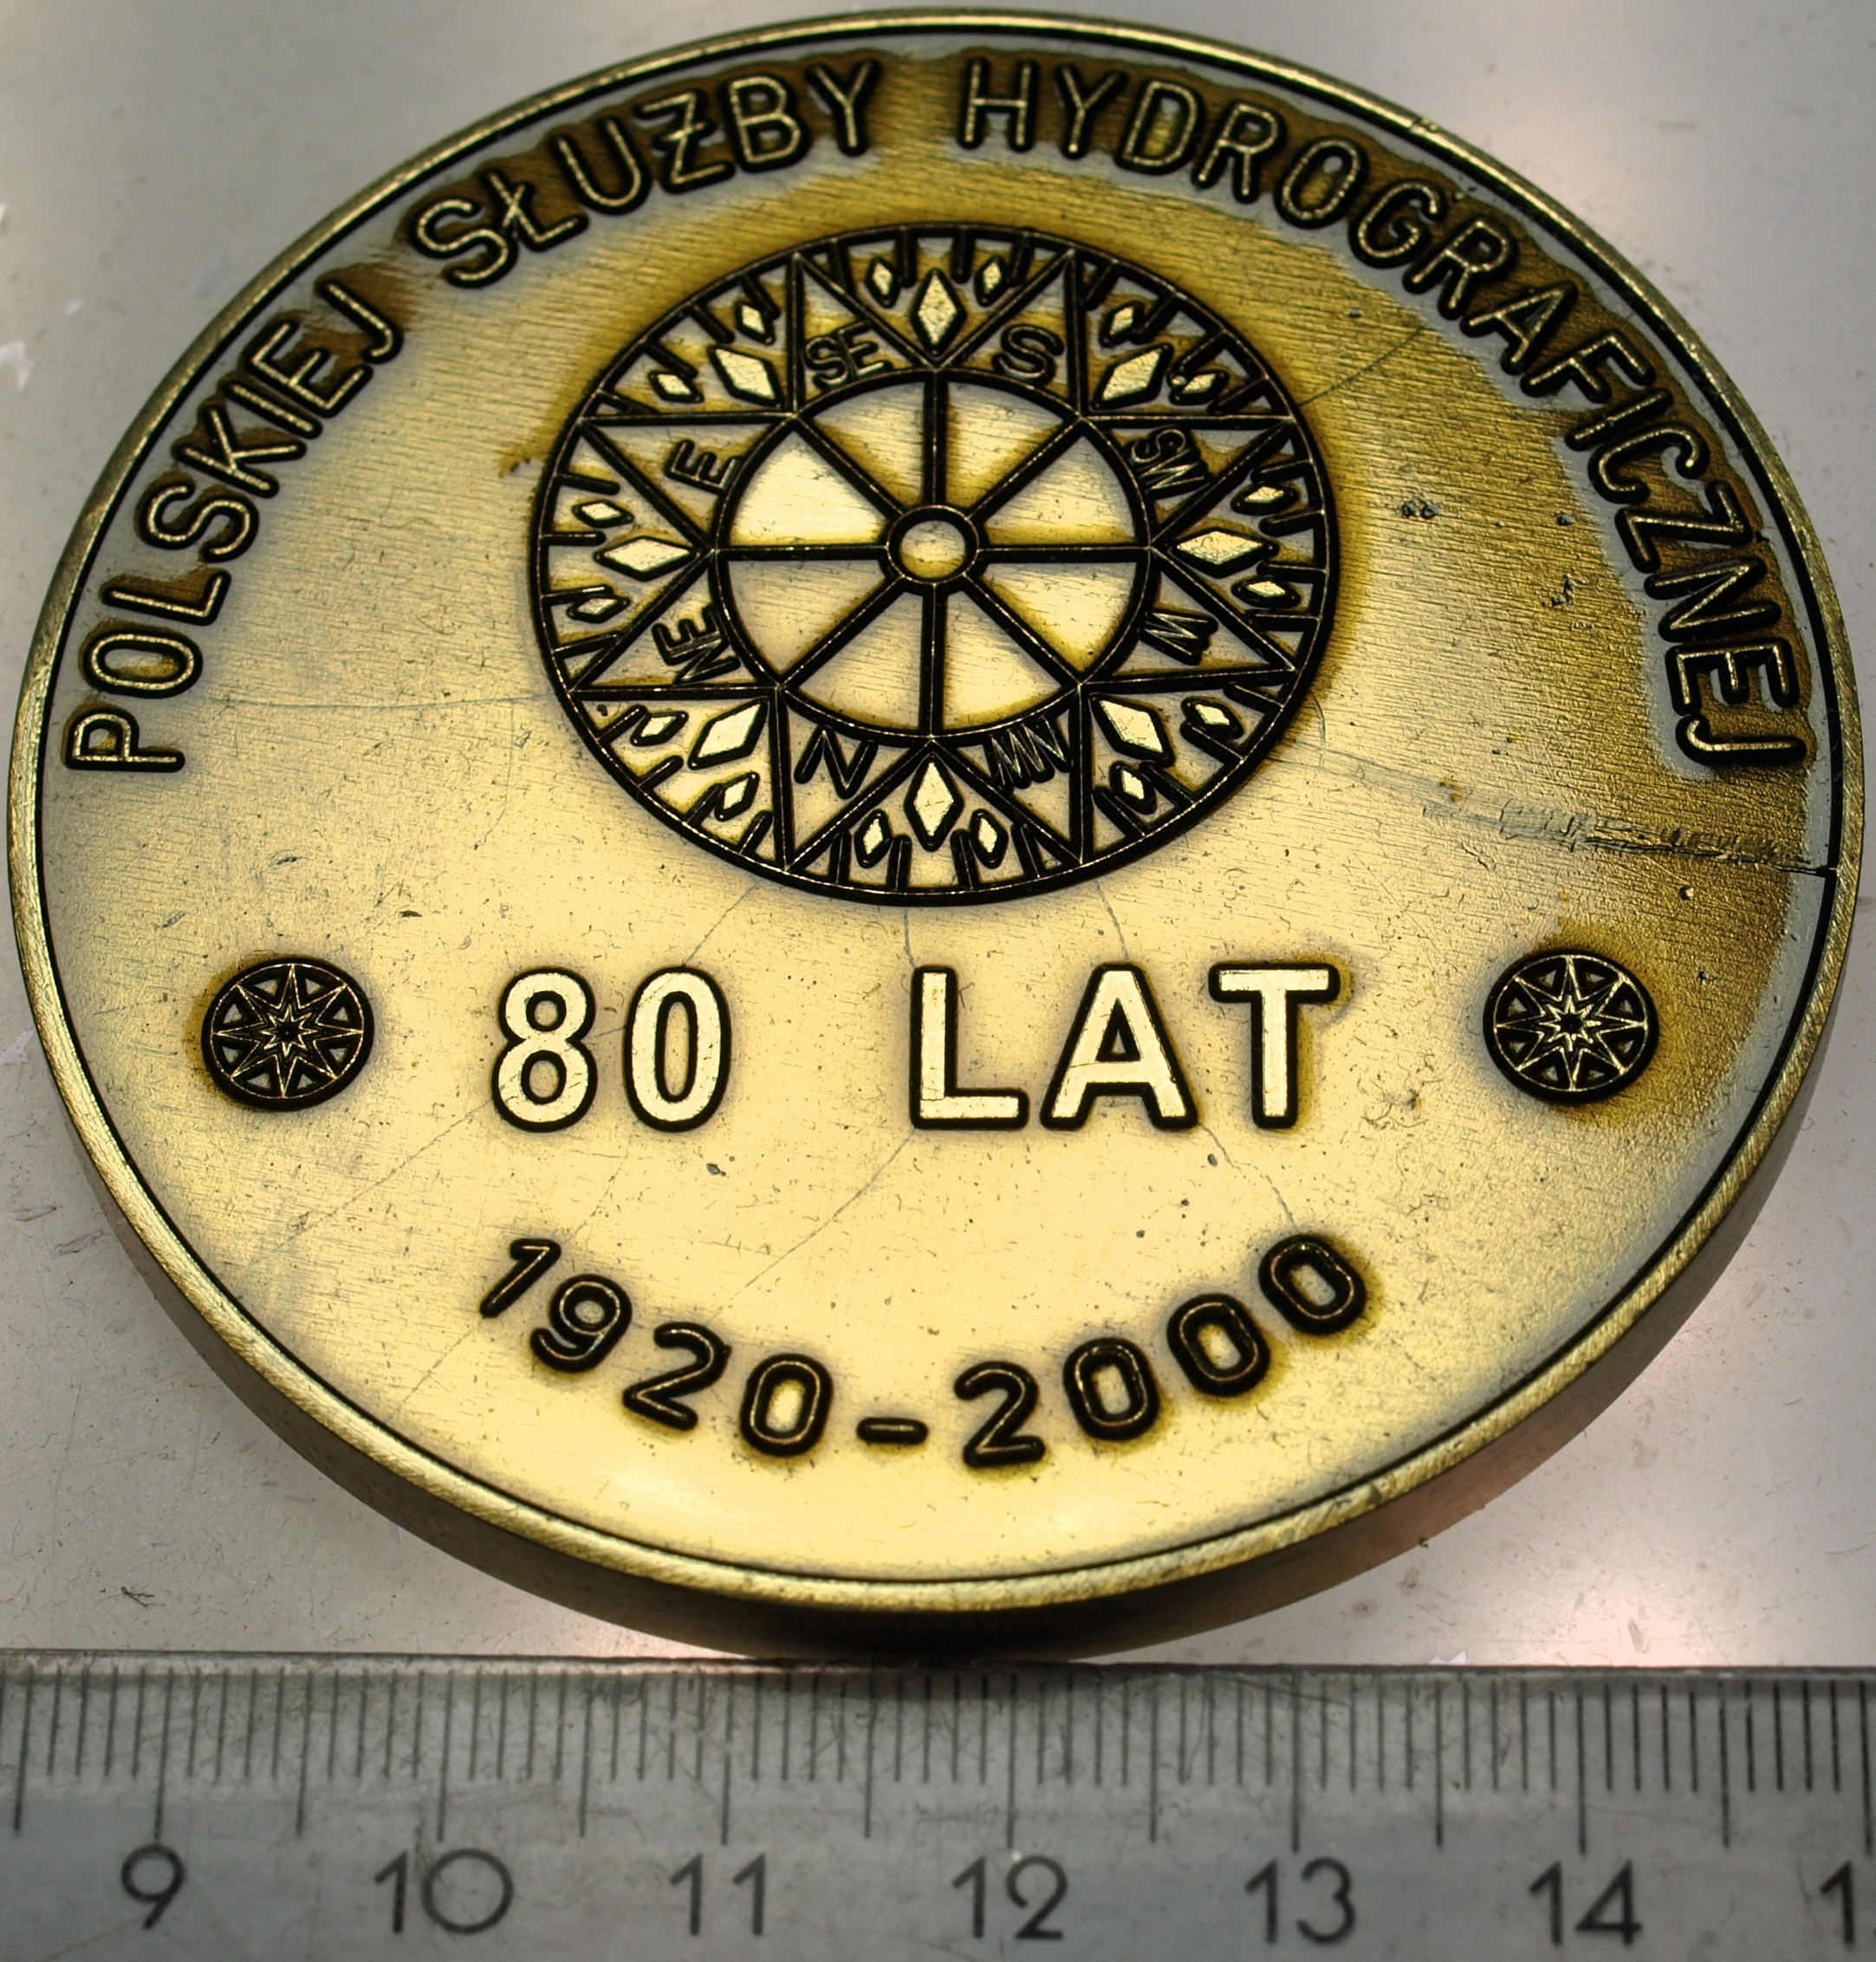 POLSKIEJ SŁUŻBY HYDROGRAFICZNEJ
SE S
E SW
NE W
N NW
80 LAT
1920-2000
9 10 11 12 13 14